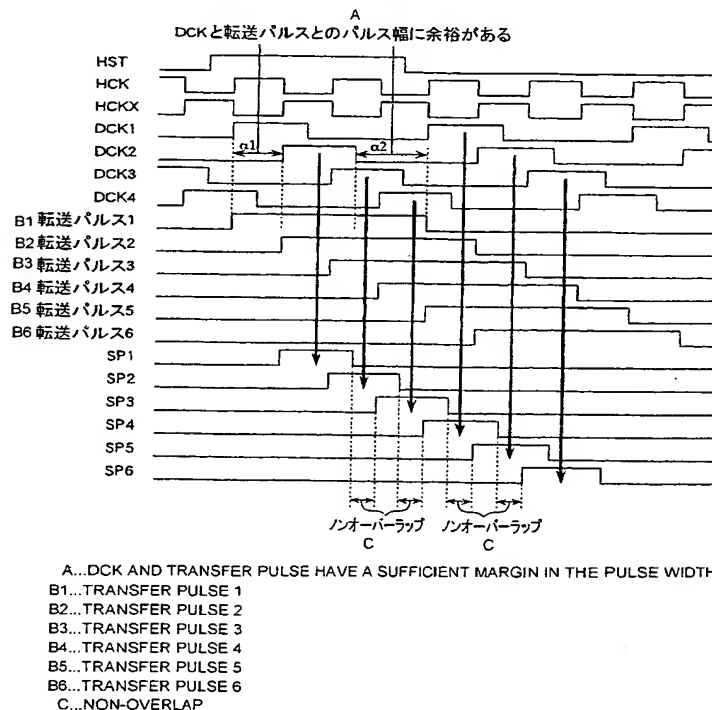 A
DCKと転送パルスとのパルス幅に余裕がある
HST
HCK
HCKX
DCK1
α1
α2
DCK2
DCK3
DCK4
B1 転送パルス1
B2 転送パルス2
B3 転送パルス3
B4 転送パルス4
B5 転送パルス5
B6 転送パルス6
SP1
SP2
SP3
SP4
SP5
SP6
ノンオーバーラップ ノンオーバーラップ
C C
A...DCK AND TRANSFER PULSE HAVE A SUFFICIENT MARGIN IN THE PULSE WIDTH
B1...TRANSFER PULSE 1
B2...TRANSFER PULSE 2
B3...TRANSFER PULSE 3
B4...TRANSFER PULSE 4
B5...TRANSFER PULSE 5
B6...TRANSFER PULSE 6
C...NON-OVERLAP